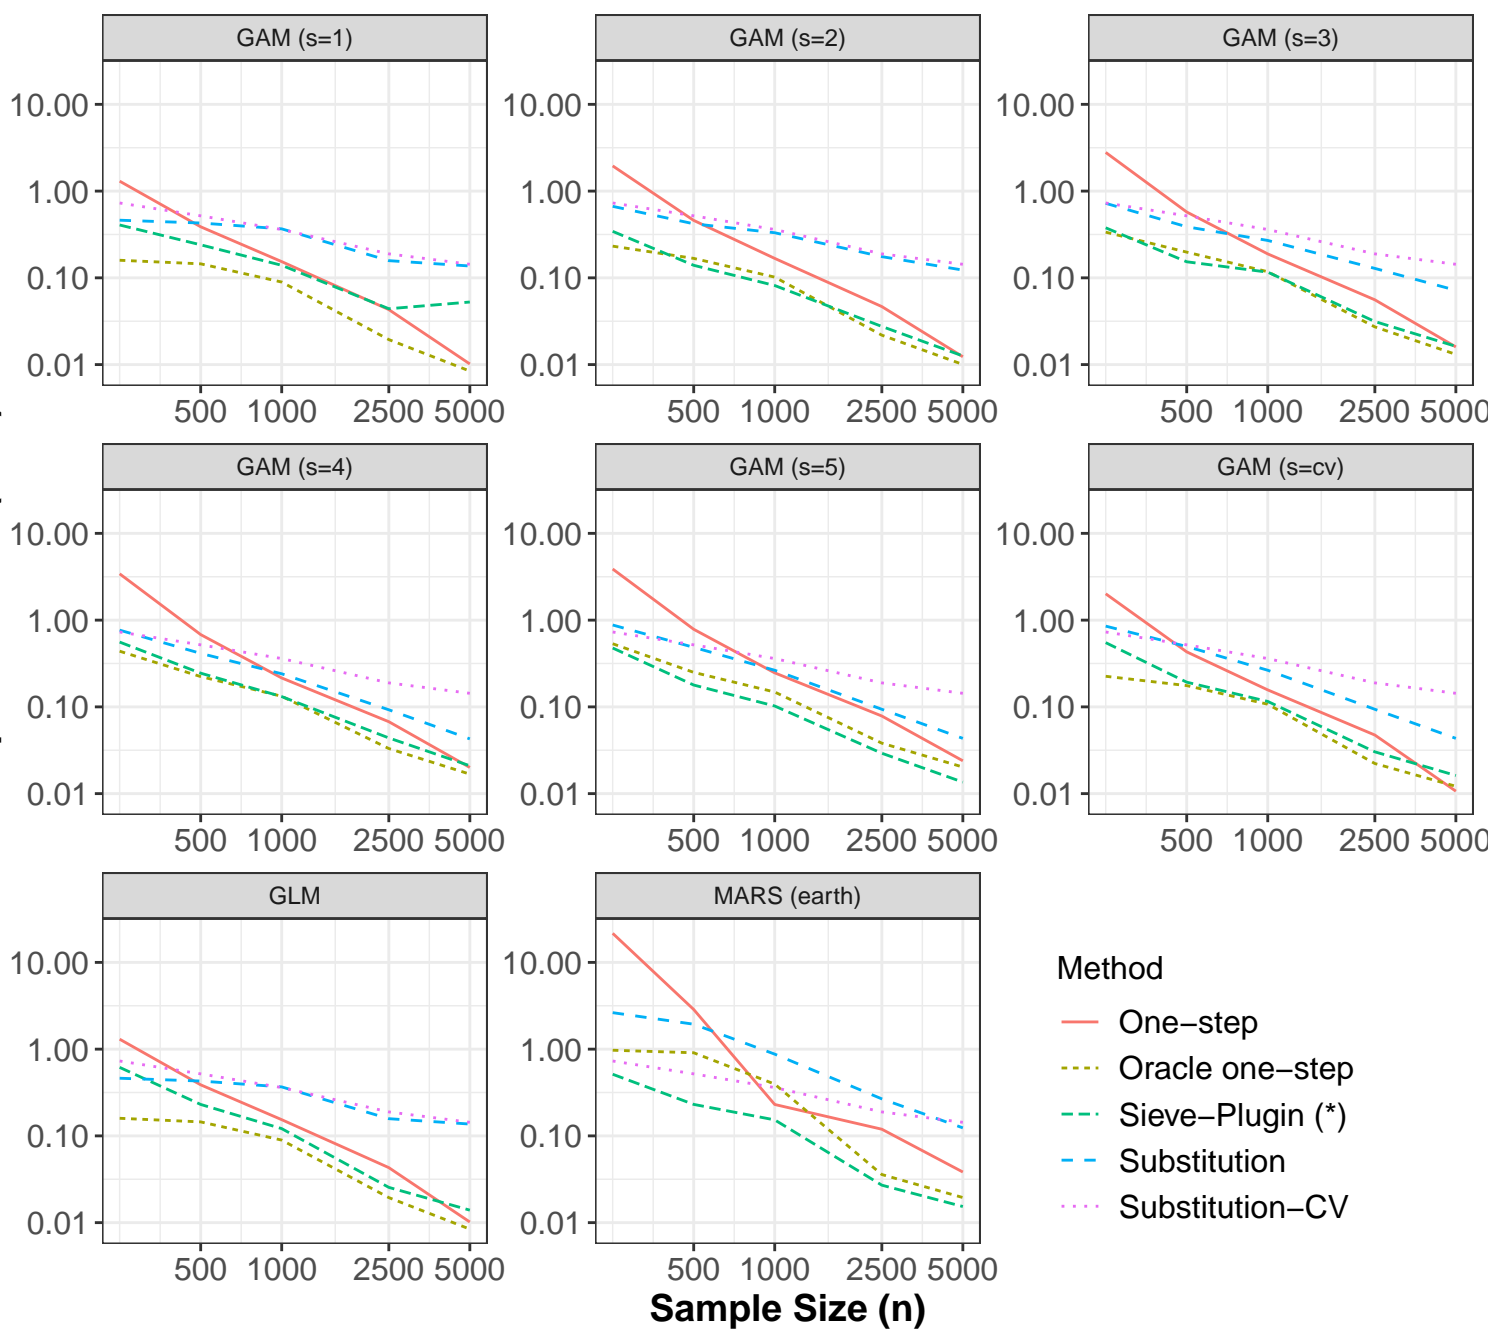 GAM (s=1) GAM (s=2) GAM (s=3)
10.00 10.00 10.00
1.00 1.00 1.00
0.10 0.10 0.10
0.01 0.01 0.01
500 1000 2500 5000 500 1000 2500 5000 500 1000 2500 5000
GAM (s=4) GAM (s=5) GAM (s=cv)
10.00 10.00 10.00
1.00 1.00 1.00
0.10 0.10 0.10
0.01 0.01 0.01
500 1000 2500 5000 500 1000 2500 5000 500 1000 2500 5000
GLM MARS (earth)
10.00 10.00
1.00 1.00
0.10 0.10
0.01 0.01
500 1000 2500 5000 500 1000 2500 5000
Sample Size (n)
Method
One−step
Oracle one−step
Sieve−Plugin (*)
Substitution
Substitution−CV